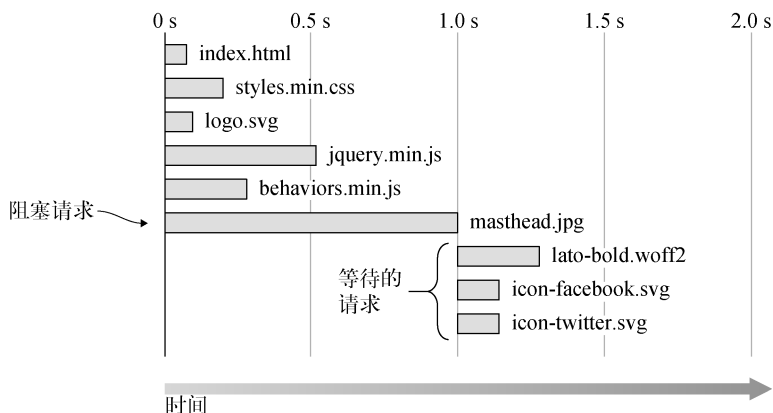 0 s
0.5 s
1.0 s
1.5 s
2.0 s
index.html
styles.min.css
logo.svg
jquery.min.js
behaviors.min.js
阻塞请求
masthead.jpg
lato-bold.woff2
等待的
请求
icon-facebook.svg
icon-twitter.svg
时间